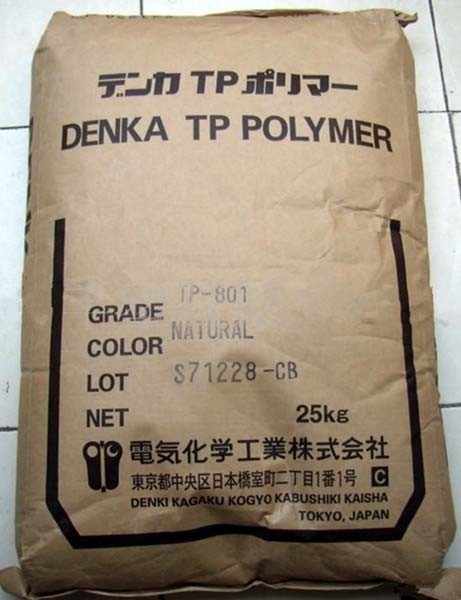 デンカ TP ポリマー
DENKA TP POLYMER
GRADE TP-801
COLOR NATURAL
LOT S71228-CB
NET 25kg
電気化学工業株式会社
東京都中央区日本橋室町二丁目1番1号 C
DENKI KAGAKU KOGYO KABUSHIKI KAISHA
TOKYO, JAPAN